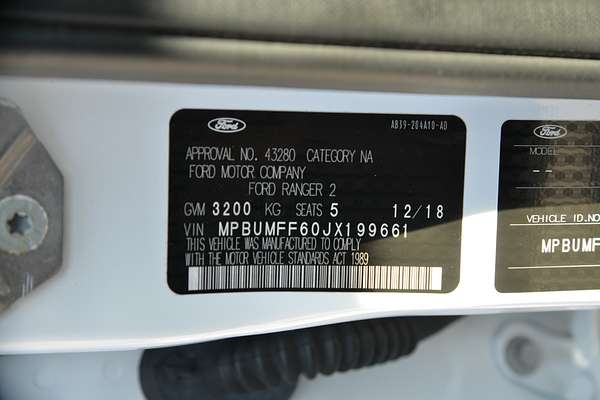 Ford
AB39-204A10-AD
APPROVAL NO. 43280 CATEGORY NA
FORD MOTOR COMPANY
FORD RANGER 2
GVM 3200 KG SEATS 5 12/18
VIN MPBUMFF60JX199661
THIS VEHICLE WAS MANUFACTURED TO COMPLY
WITH THE MOTOR VEHICLE STANDARDS ACT 1989
Ford
MODEL
--
VEHICLE ID.NO
MPBUMF